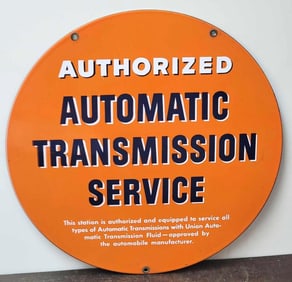 AUTHORIZED
AUTOMATIC
TRANSMISSION
SERVICE
This station is authorized and equipped to service all
types of Automatic Transmissions with Union Auto-
matic Transmission Fluid—approved by
the automobile manufacturer.